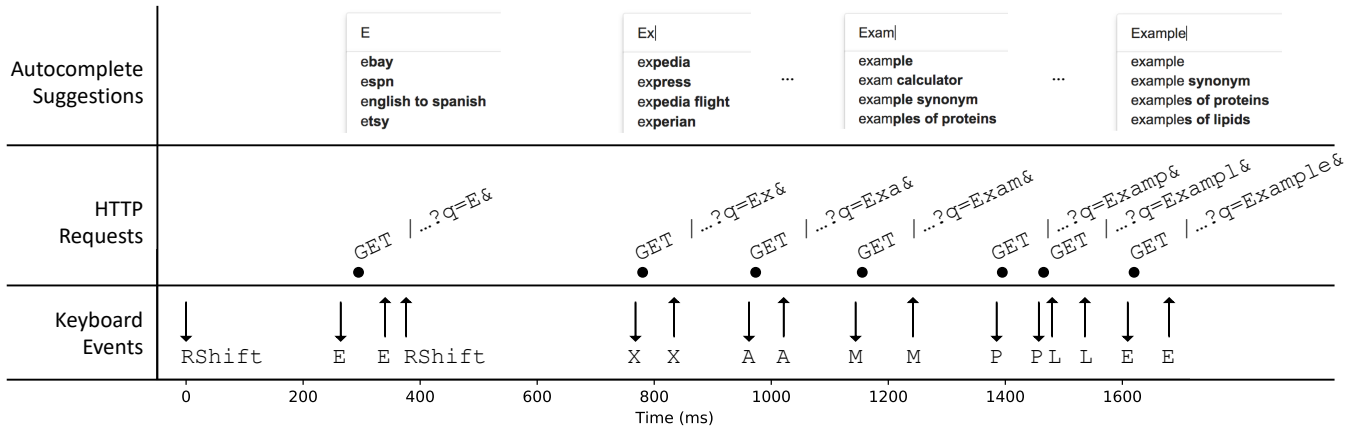 Autocomplete
Suggestions
E
ebay
espn
english to spanish
etsy
Ex
expedia
express
expedia flight
experian
...
Exam
example
exam calculator
example synonym
examples of proteins
...
Example
example
example synonym
examples of proteins
examples of lipids
HTTP
Requests
GET /…?q=E&
GET /…?q=Ex&
GET /…?q=Exa&
GET /…?q=Exam&
GET /…?q=Examp&
GET /…?q=Exampl&
GET /…?q=Example&
Keyboard
Events
RShift E E RShift X X A A M M P P L L E E
0 200 400 600 800 1000 1200 1400 1600
Time (ms)